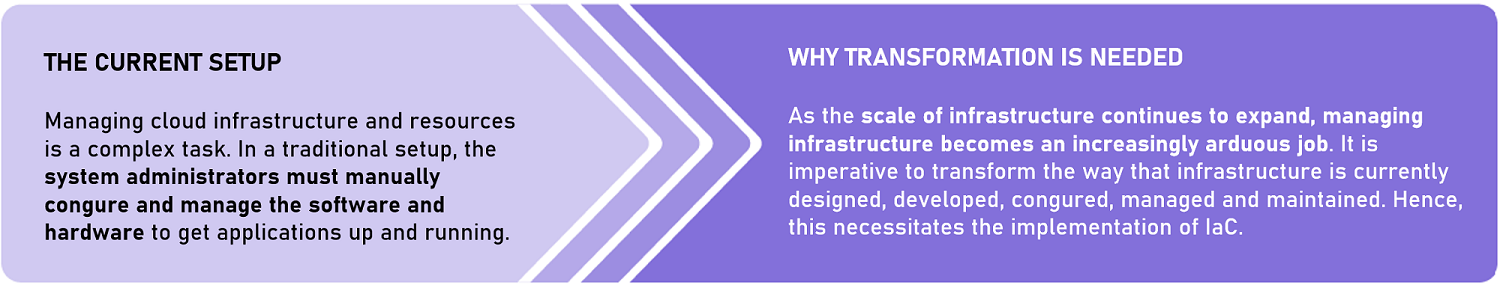 THE CURRENT SETUP
Managing cloud infrastructure and resources
is a complex task. In a traditional setup, the
system administrators must manually
congure and manage the software and
hardware to get applications up and running.
WHY TRANSFORMATION IS NEEDED
As the scale of infrastructure continues to expand, managing
infrastructure becomes an increasingly arduous job. It is
imperative to transform the way that infrastructure is currently
designed, developed, congured, managed and maintained. Hence,
this necessitates the implementation of IaC.